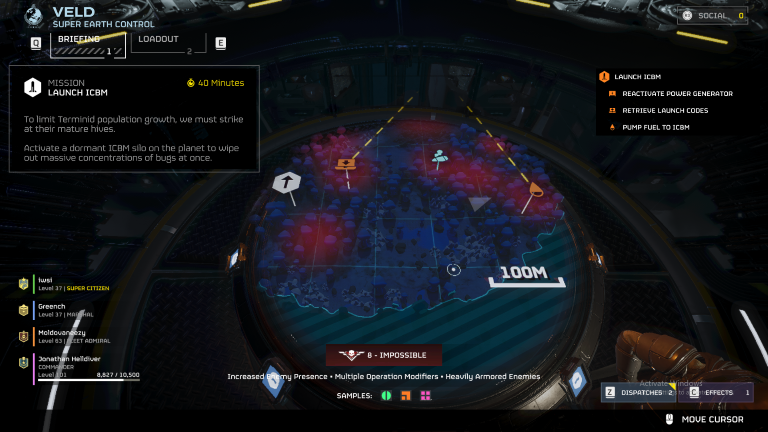 VELD
SUPER EARTH CONTROL
SOCIAL 0
Q
BRIEFING
1
LOADOUT
2
E
MISSION
LAUNCH ICBM
40 Minutes
To limit Terminid population growth, we must strike
at their mature hives.
Activate a dormant ICBM silo on the planet to wipe
out massive concentrations of bugs at once.
LAUNCH ICBM
REACTIVATE POWER GENERATOR
RETRIEVE LAUNCH CODES
PUMP FUEL TO ICBM
100M
iwsi
Level 37 | SUPER CITIZEN
Greench
Level 37 | MARSHAL
Moldovaneezy
Level 63 | FLEET ADMIRAL
Jonathan Helldiver
COMMANDER
Level 101
8,827 / 10,500
8 - IMPOSSIBLE
Increased Enemy Presence • Multiple Operation Modifiers • Heavily Armored Enemies
SAMPLES:
Activate Windows
Z DISPATCHES 2
C EFFECTS 1
MOVE CURSOR